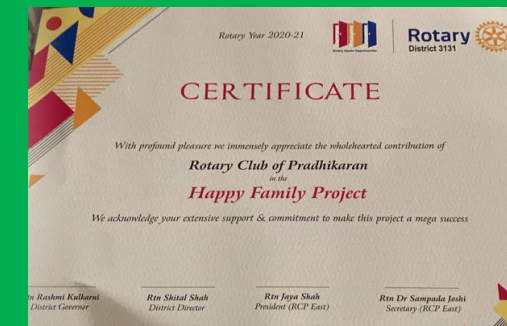 Rotary Year 2020-21
Rotary Opens Opportunities
Rotary
District 3131
CERTIFICATE
With profound pleasure we immensely appreciate the wholehearted contribution of
Rotary Club of Pradhikaran
in the
Happy Family Project
We acknowledge your extensive support & commitment to make this project a mega success
Rashmi Kulkarni
District Governor
Rtn Shital Shah
District Director
Rtn Jaya Shah
President (RCP East)
Rtn Dr Sampada Joshi
Secretary (RCP East)